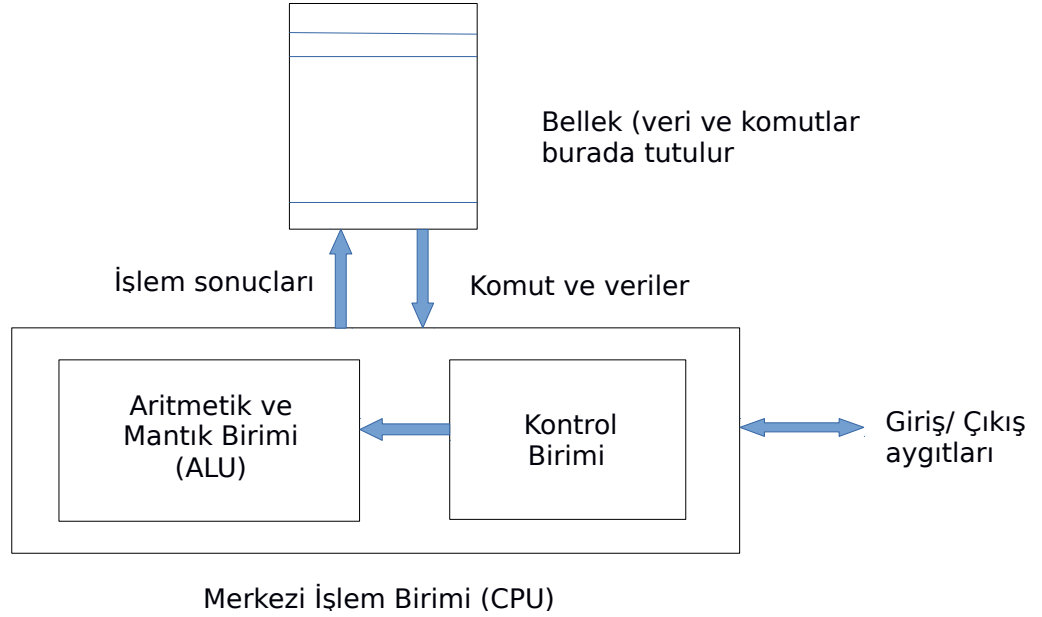 Bellek (veri ve komutlar
burada tutulur
İşlem sonuçları
Komut ve veriler
Aritmetik ve
Mantık Birimi
(ALU)
Kontrol
Birimi
Giriş/ Çıkış
aygıtları
Merkezi İşlem Birimi (CPU)